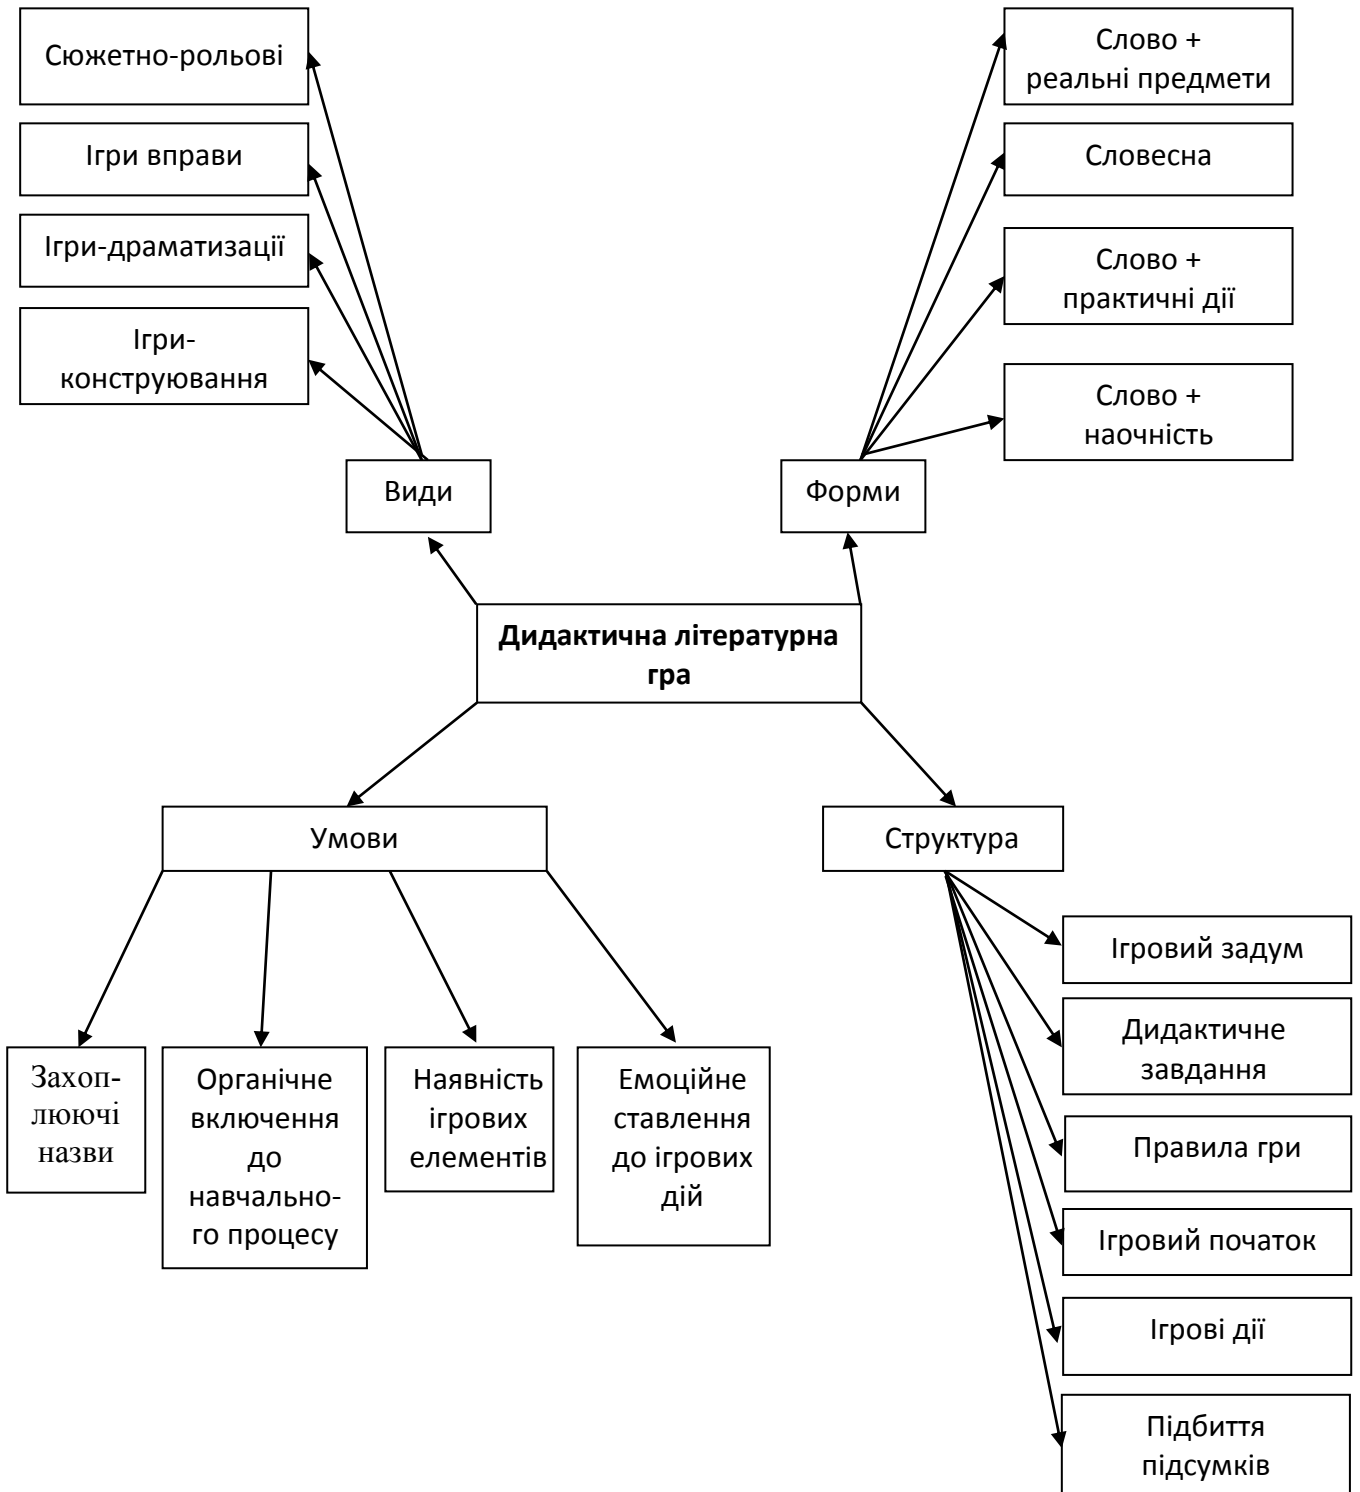 Сюжетно-рольові
Ігри вправи
Ігри-драматизації
Ігри-
конструювання
Види
Слово +
реальні предмети
Словесна
Слово +
практичні дії
Слово +
наочність
Форми
Дидактична літературна
гра
Умови
Захоп-
люючі
назви
Органічне
включення
до
навчально-
го процесу
Наявність
ігрових
елементів
Емоційне
ставлення
до ігрових
дій
Структура
Ігровий задум
Дидактичне
завдання
Правила гри
Ігровий початок
Ігрові дії
Підбиття
підсумків